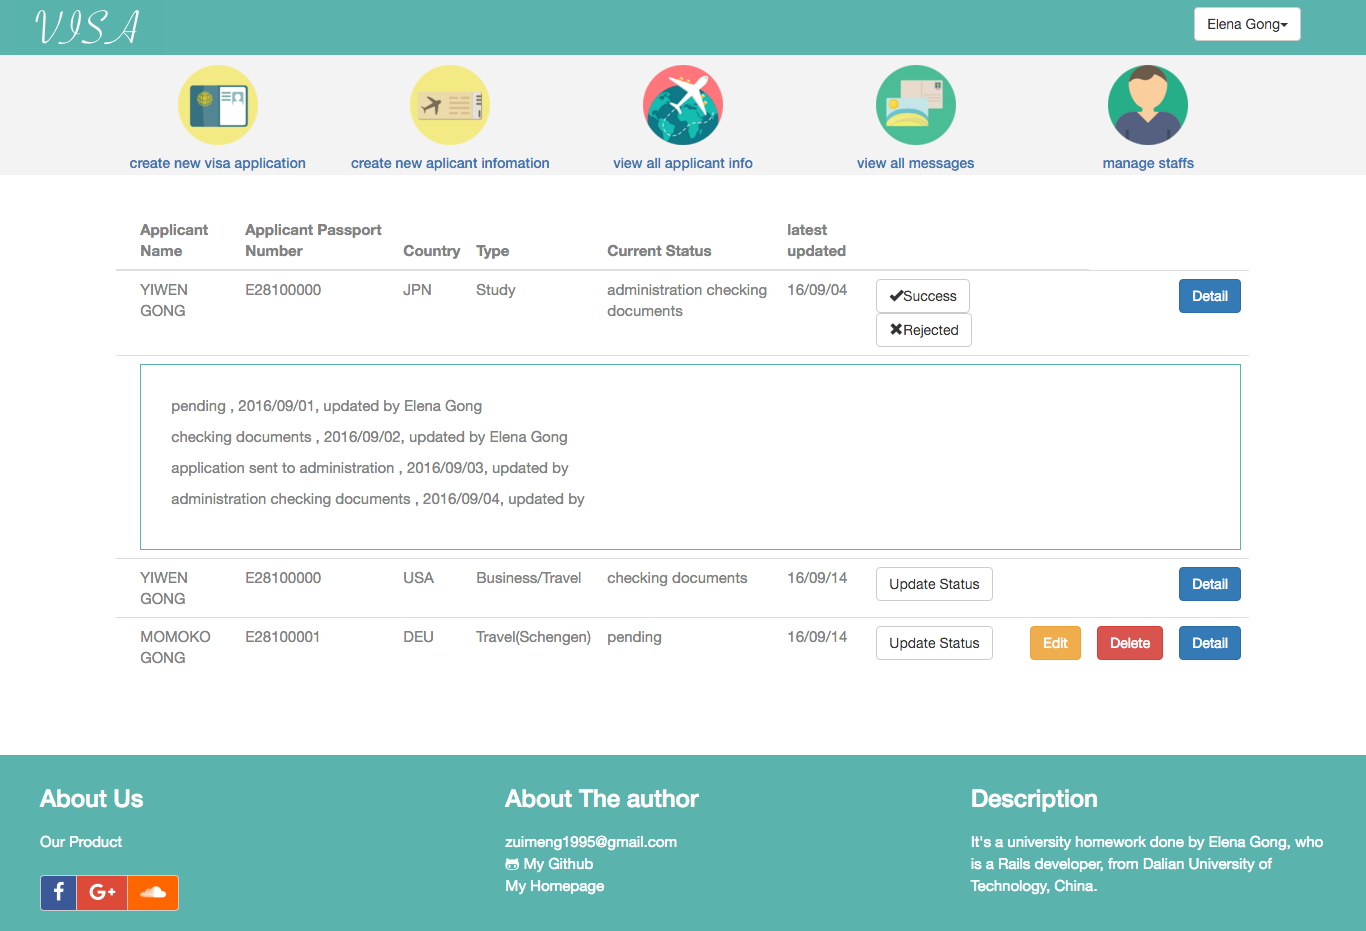 VISA
Elena Gong
create new visa application
create new aplicant infomation
view all applicant info
view all messages
manage staffs
Applicant Name
Applicant Passport Number
Country
Type
Current Status
latest updated
YIWEN GONG
E28100000
JPN
Study
administration checking documents
16/09/04
Success
Rejected
Detail
pending , 2016/09/01, updated by Elena Gong
checking documents , 2016/09/02, updated by Elena Gong
application sent to administration , 2016/09/03, updated by
administration checking documents , 2016/09/04, updated by
YIWEN GONG
E28100000
USA
Business/Travel
checking documents
16/09/14
Update Status
Detail
MOMOKO GONG
E28100001
DEU
Travel(Schengen)
pending
16/09/14
Update Status
Edit
Delete
Detail
About Us
Our Product
f
G+
About The author
zuimeng1995@gmail.com
My Github
My Homepage
Description
It's a university homework done by Elena Gong, who
is a Rails developer, from Dalian University of
Technology, China.